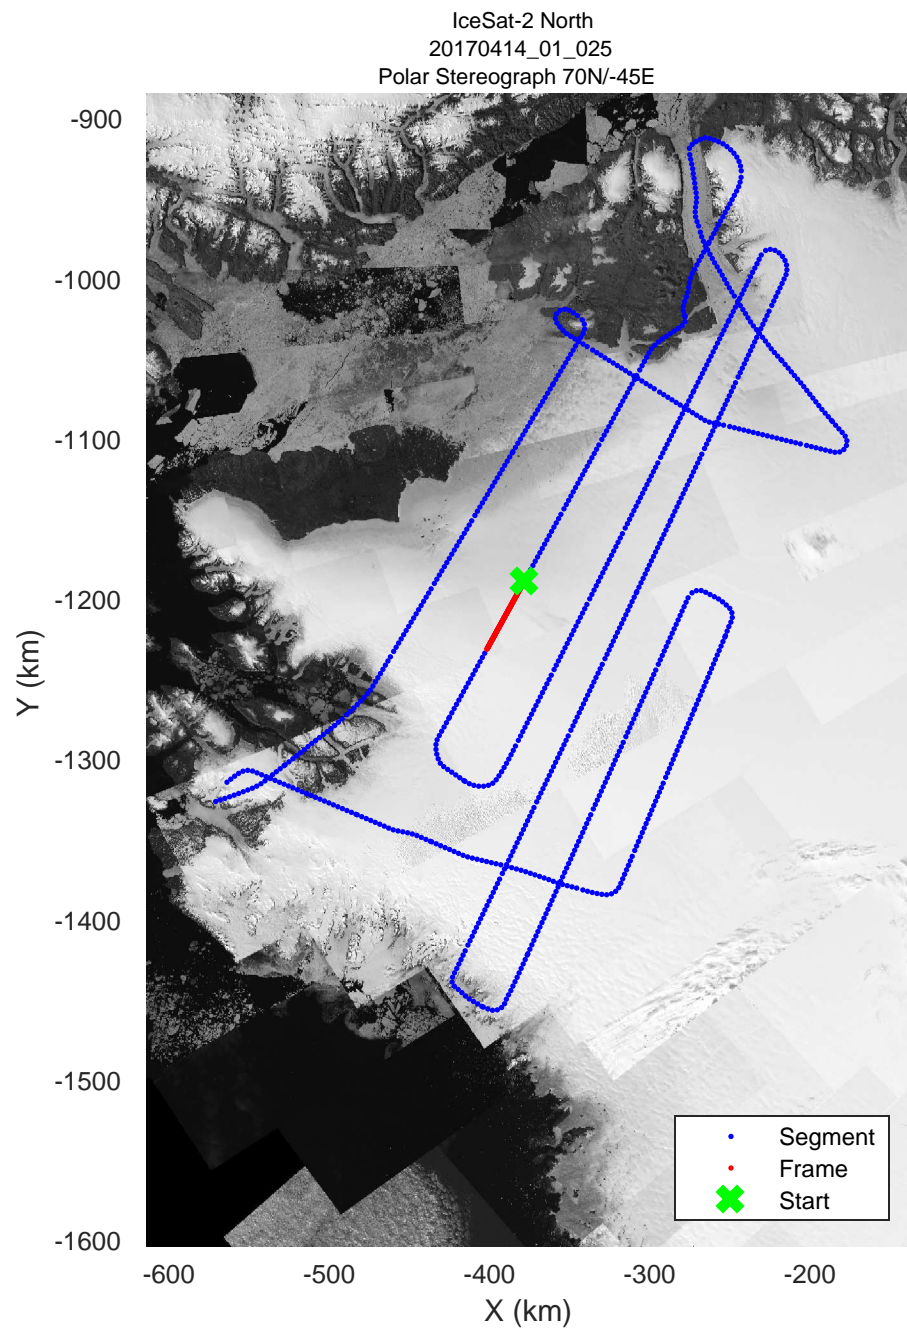 IceSat-2 North
20170414_01_025
Polar Stereograph 70N/-45E
-900
-1000
-1100
-1200
-1300
-1400
-1500
-1600
Y (km)
Segment
Frame
Start
-600 -500 -400 -300 -200
X (km)